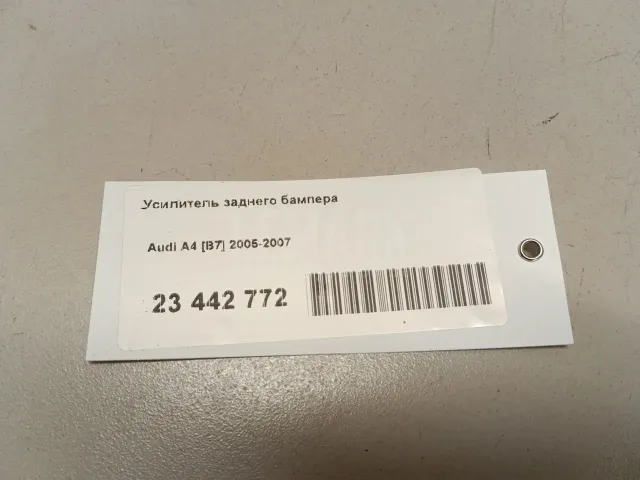 Усилитель заднего бампера
Audi A4 [B7] 2005-2007
23 442 772